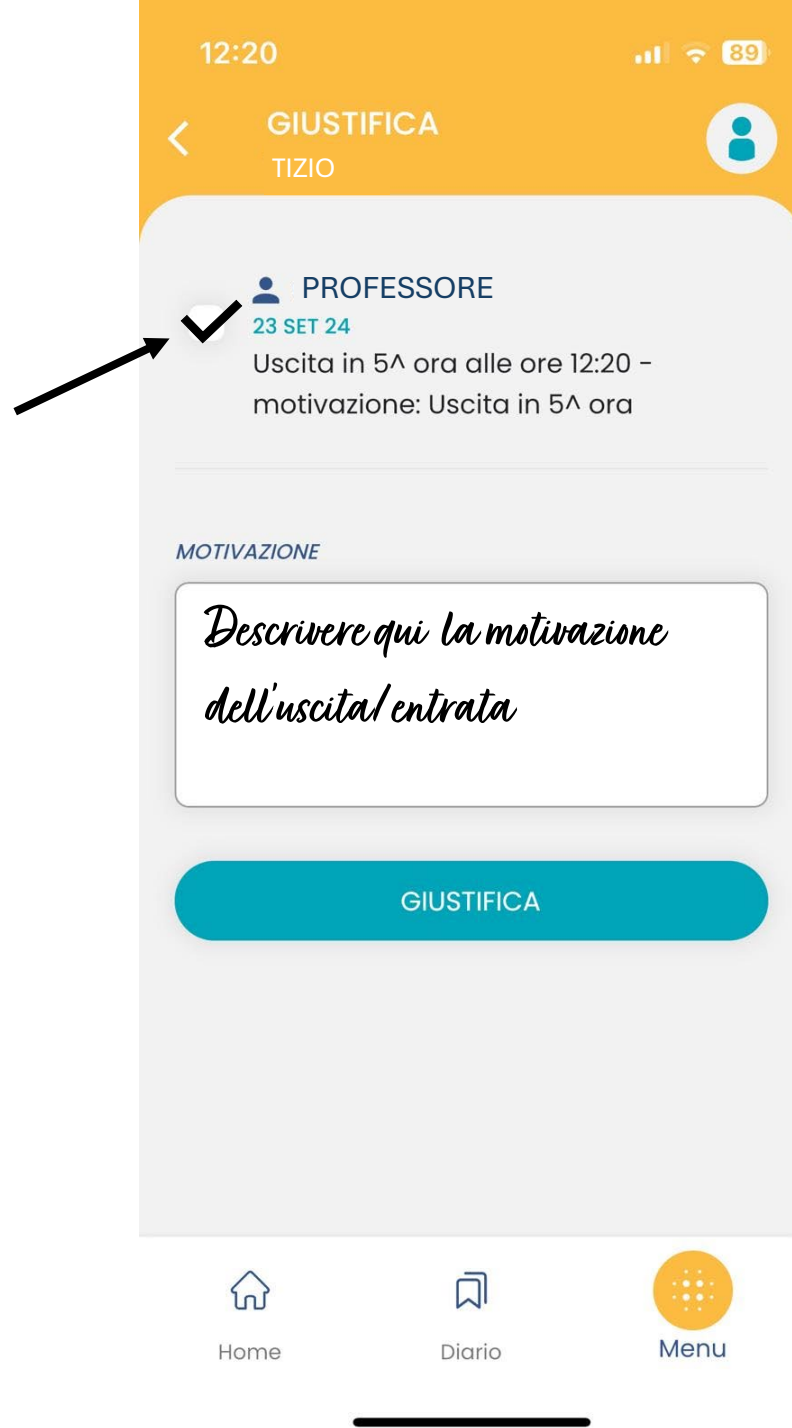 12:20
89
GIUSTIFICA
TIZIO
PROFESSORE
23 SET 24
Uscita in 5^ ora alle ore 12:20 -
motivazione: Uscita in 5^ ora
MOTIVAZIONE
Descrivere qui la motivazione
dell'uscita/entrata
GIUSTIFICA
Home
Diario
Menu